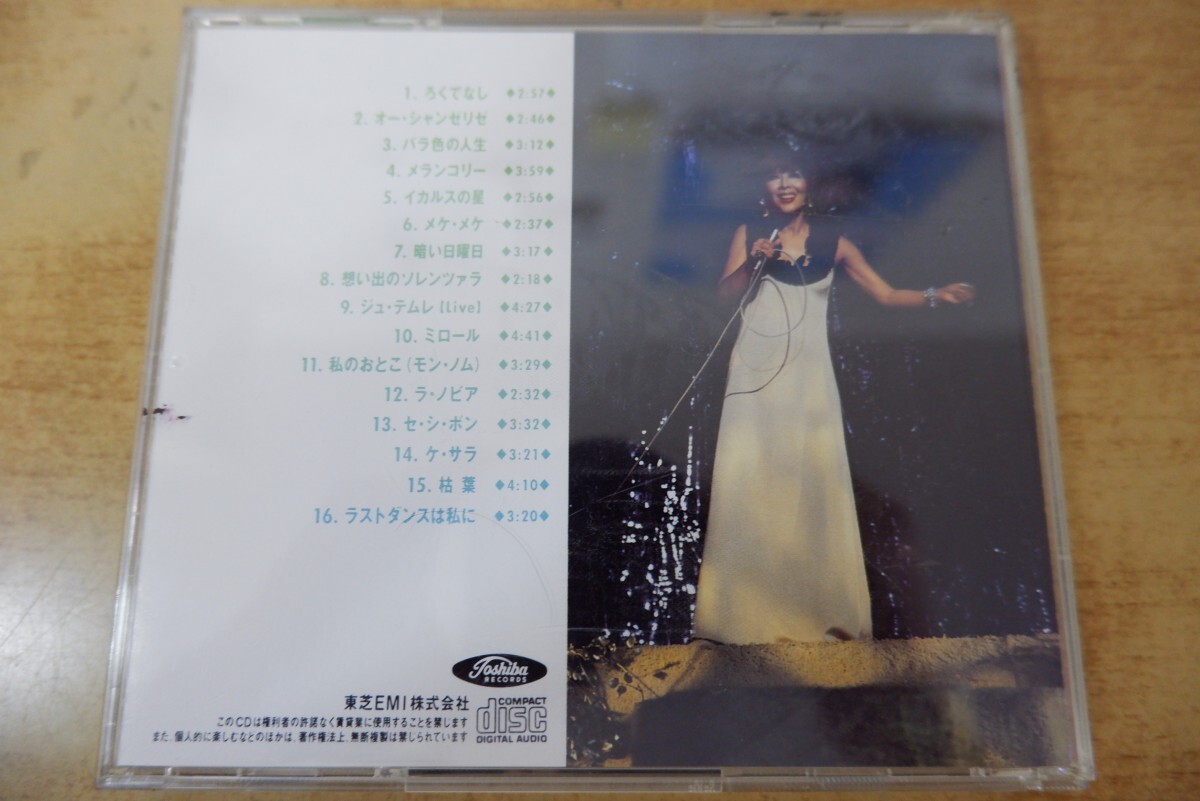 1. ろくでなし ◆2:57◆
2. オー・シャンゼリゼ ◆2:46◆
3. バラ色の人生 ◆3:12◆
4. メランコリー ◆3:59◆
5. イカルスの星 ◆2:56◆
6. メケ・メケ ◆2:37◆
7. 暗い日曜日 ◆3:17◆
8. 想い出のソレンツァラ ◆2:18◆
9. ジュ・テムレ [Live] ◆4:27◆
10. ミロール ◆4:41◆
11. 私のおとこ(モン・ノム) ◆3:29◆
12. ラ・ノビア ◆2:32◆
13. セ・シ・ボン ◆3:32◆
14. ケ・サラ ◆3:21◆
15. 枯葉 ◆4:10◆
16. ラストダンスは私に ◆3:20◆
Toshiba
RECORDS
東芝EMI株式会社
このCDは権利者の許諾なく賃貸業に使用することを禁じます
また、個人的に楽しむなどのほかは、著作権法上、無断複製は禁じられています
COMPACT
disc
DIGITAL AUDIO